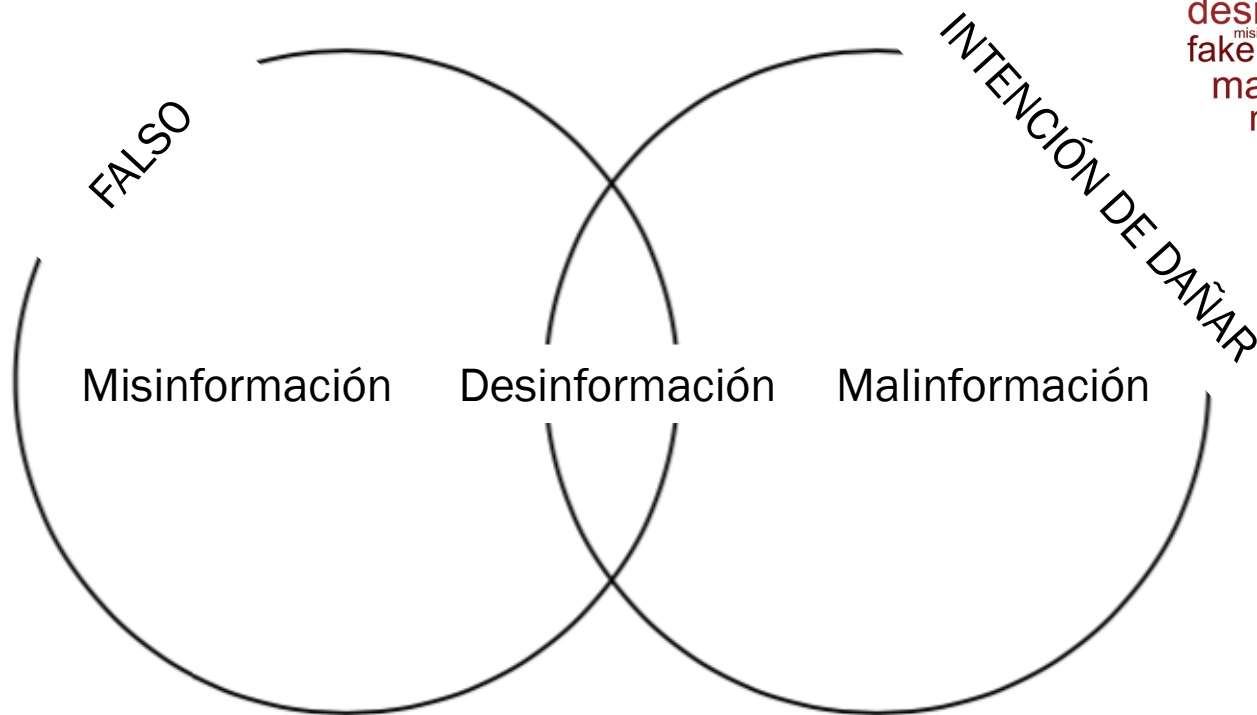 FALSO
INTENCIÓN DE DAÑAR
Misinformación
Desinformación
Malinformación
fake